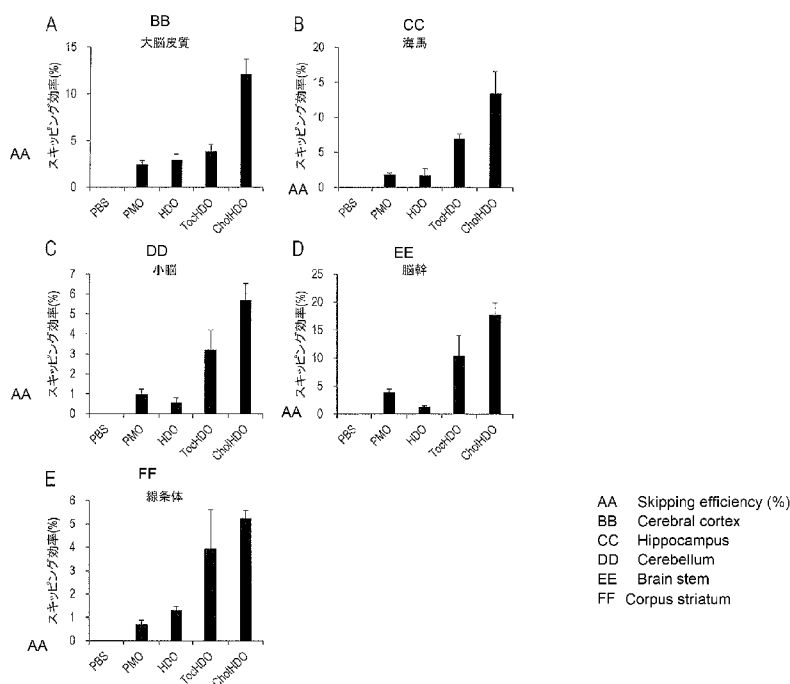 A
BB
大脳皮質
スキッピング効率(%)
AA
15
10
5
0
PBS
PMO
HDO
TocHDO
CholHDO
B
CC
海馬
スキッピング効率(%)
AA
20
15
10
5
0
PBS
PMO
HDO
TocHDO
CholHDO
C
DD
小脳
スキッピング効率(%)
AA
7
6
5
4
3
2
1
0
PBS
PMO
HDO
TocHDO
CholHDO
D
EE
脳幹
スキッピング効率(%)
AA
25
20
15
10
5
0
PBS
PMO
HDO
TocHDO
CholHDO
E
FF
線条体
スキッピング効率(%)
AA
6
5
4
3
2
1
0
PBS
PMO
HDO
TocHDO
CholHDO
AA Skipping efficiency (%)
BB Cerebral cortex
CC Hippocampus
DD Cerebellum
EE Brain stem
FF Corpus striatum